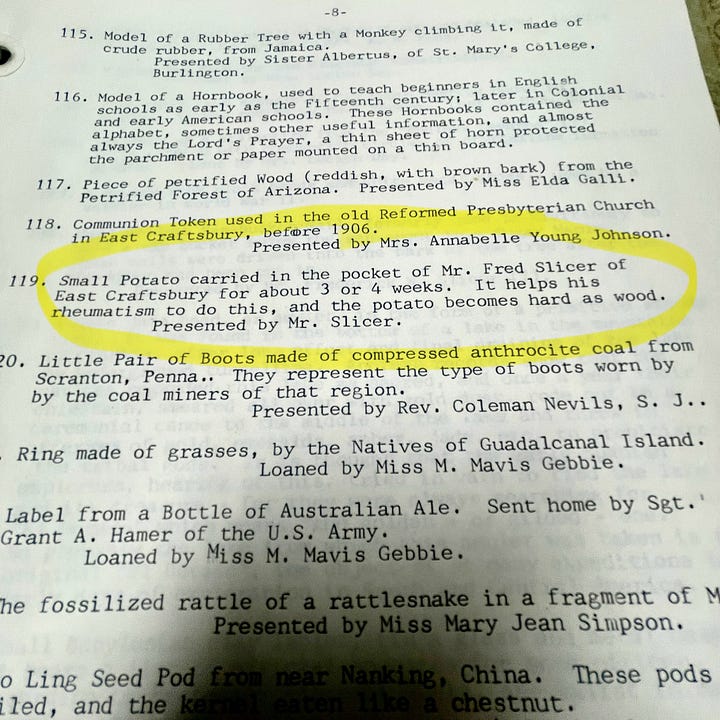 -8-
115. Model of a Rubber Tree with a Monkey climbing it, made of
crude rubber, from Jamaica.
Presented by Sister Albertus, of St. Mary's College,
Burlington.
116. Model of a Hornbook, used to teach beginners in English
schools as early as the Fifteenth century; later in Colonial
and early American schools. These Hornbooks contained the
alphabet, sometimes other useful information, and almost
always the Lord's Prayer, a thin sheet of horn protected
the parchment or paper mounted on a thin board.
117. Piece of petrified Wood (reddish, with brown bark) from the
Petrified Forest of Arizona. Presented by Miss Elda Galli.
118. Communion Token used in the old Reformed Presbyterian Church
in East Craftsbury, before 1906.
Presented by Mrs. Annabelle Young Johnson.
119. Small Potato carried in the pocket of Mr. Fred Slicer of
East Craftsbury for about 3 or 4 weeks. It helps his
rheumatism to do this, and the potato becomes hard as wood.
Presented by Mr. Slicer.
20. Little Pair of Boots made of compressed anthrocite coal from
Scranton, Penna.. They represent the type of boots worn by
by the coal miners of that region.
Presented by Rev. Coleman Nevils, S. J..
. Ring made of grasses, by the Natives of Guadalcanal Island.
Loaned by Miss M. Mavis Gebbie.
Label from a Bottle of Australian Ale. Sent home by Sgt.
Grant A. Hamer of the U.S. Army.
Loaned by Miss M. Mavis Gebbie.
The fossilized rattle of a rattlesnake in a fragment of M
Presented by Miss Mary Jean Simpson.
o Ling Seed Pod from near Nanking, China. These pods
iled, and the kernel eaten like a chestnut.